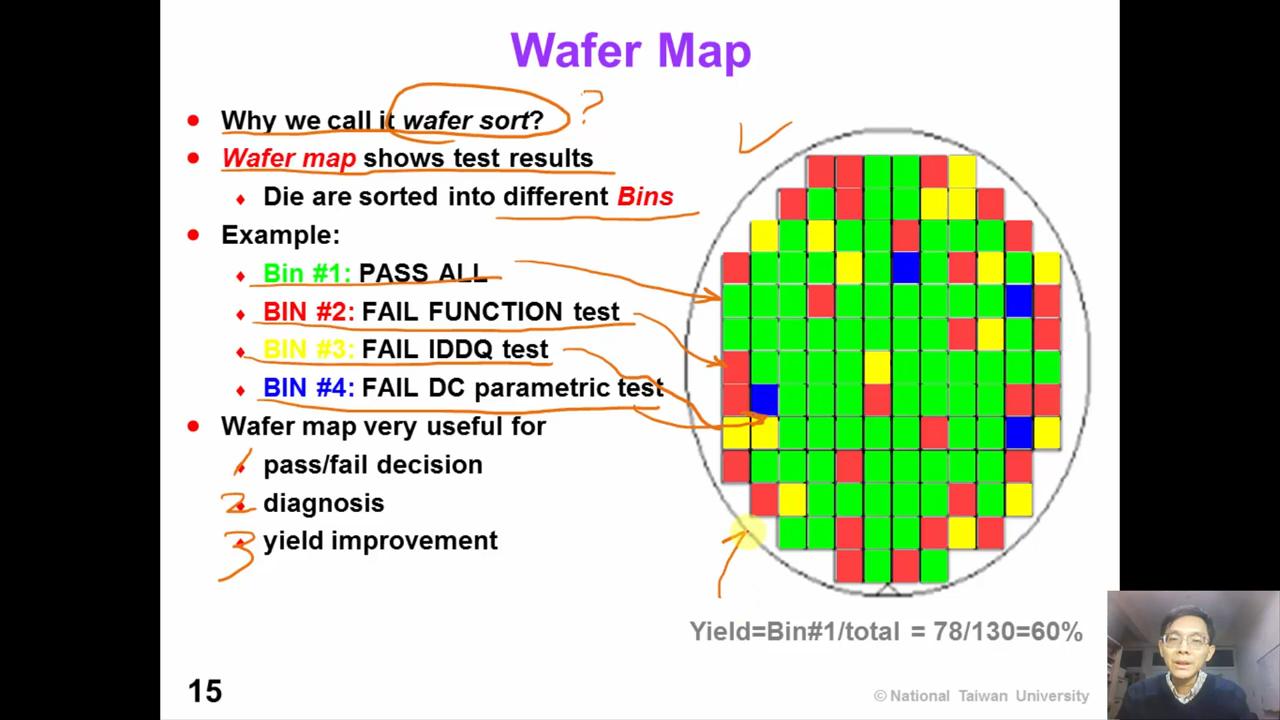 Wafer Map
Why we call it wafer sort?
?
Wafer map shows test results
Die are sorted into different Bins
Example:
Bin #1: PASS ALL
BIN #2: FAIL FUNCTION test
BIN #3: FAIL IDDQ test
BIN #4: FAIL DC parametric test
Wafer map very useful for
1 pass/fail decision
2 diagnosis
3 yield improvement
Yield=Bin#1/total = 78/130=60%
15
© National Taiwan University